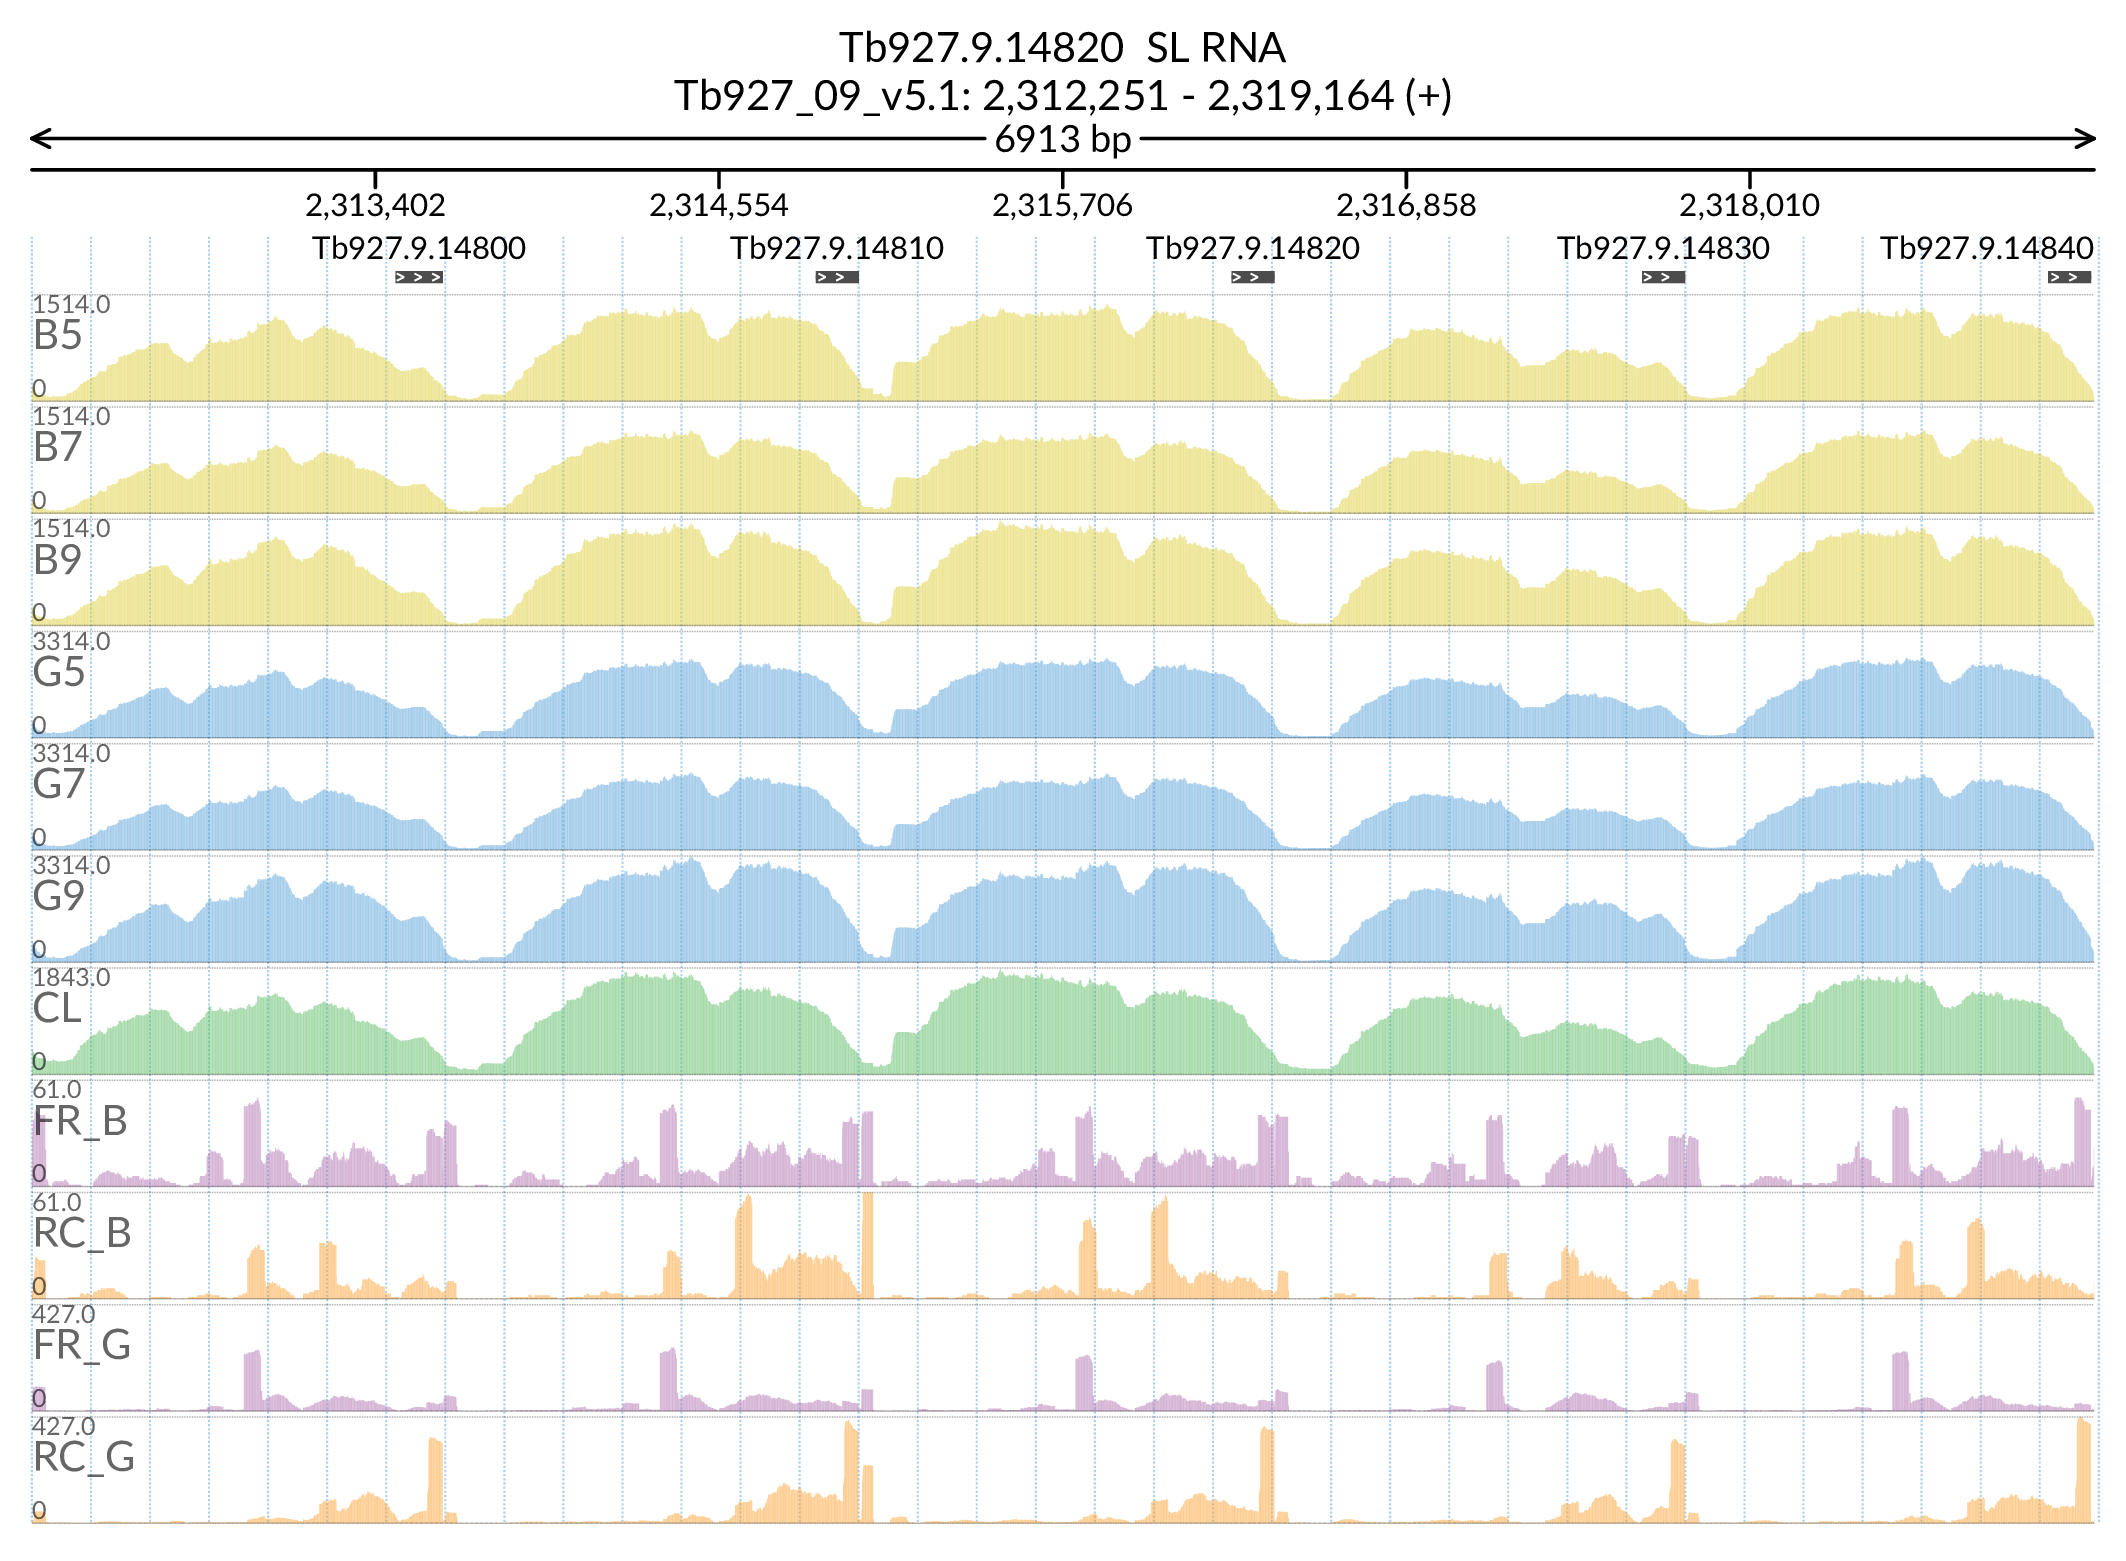 Tb927.9.14820  SL RNA
Tb927_09_v5.1: 2,312,251 - 2,319,164 (+)
6913 bp
2,313,402 2,314,554 2,315,706 2,316,858 2,318,010
Tb927.9.14800 Tb927.9.14810 Tb927.9.14820 Tb927.9.14830 Tb927.9.14840
1514.0
B5
0
1514.0
B7
0
1514.0
B9
0
3314.0
G5
0
3314.0
G7
0
3314.0
G9
0
1843.0
CL
0
61.0
FR_B
0
61.0
RC_B
0
427.0
FR_G
0
427.0
RC_G
0